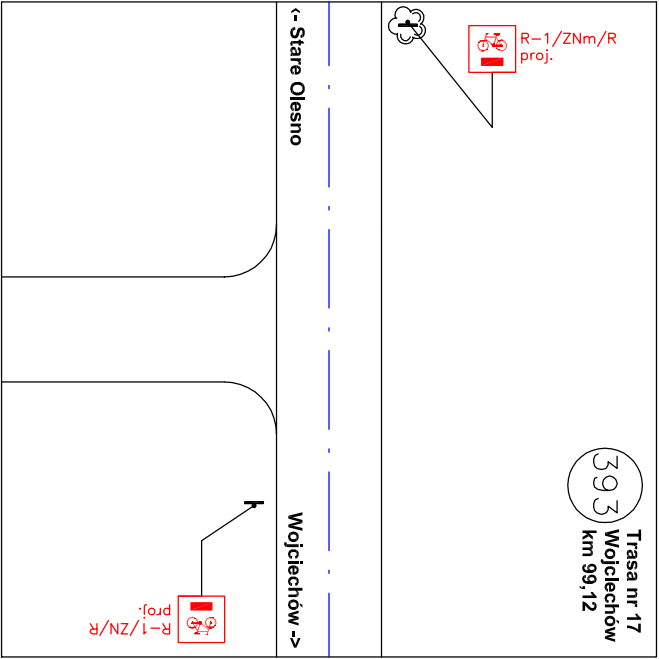 R-1/ZNm/R
proj.
<- Stare Olesno
Trasa nr 17
Wojciechów
km 99,12
393
Wojciechów ->
R-1/ZN/R
proj.